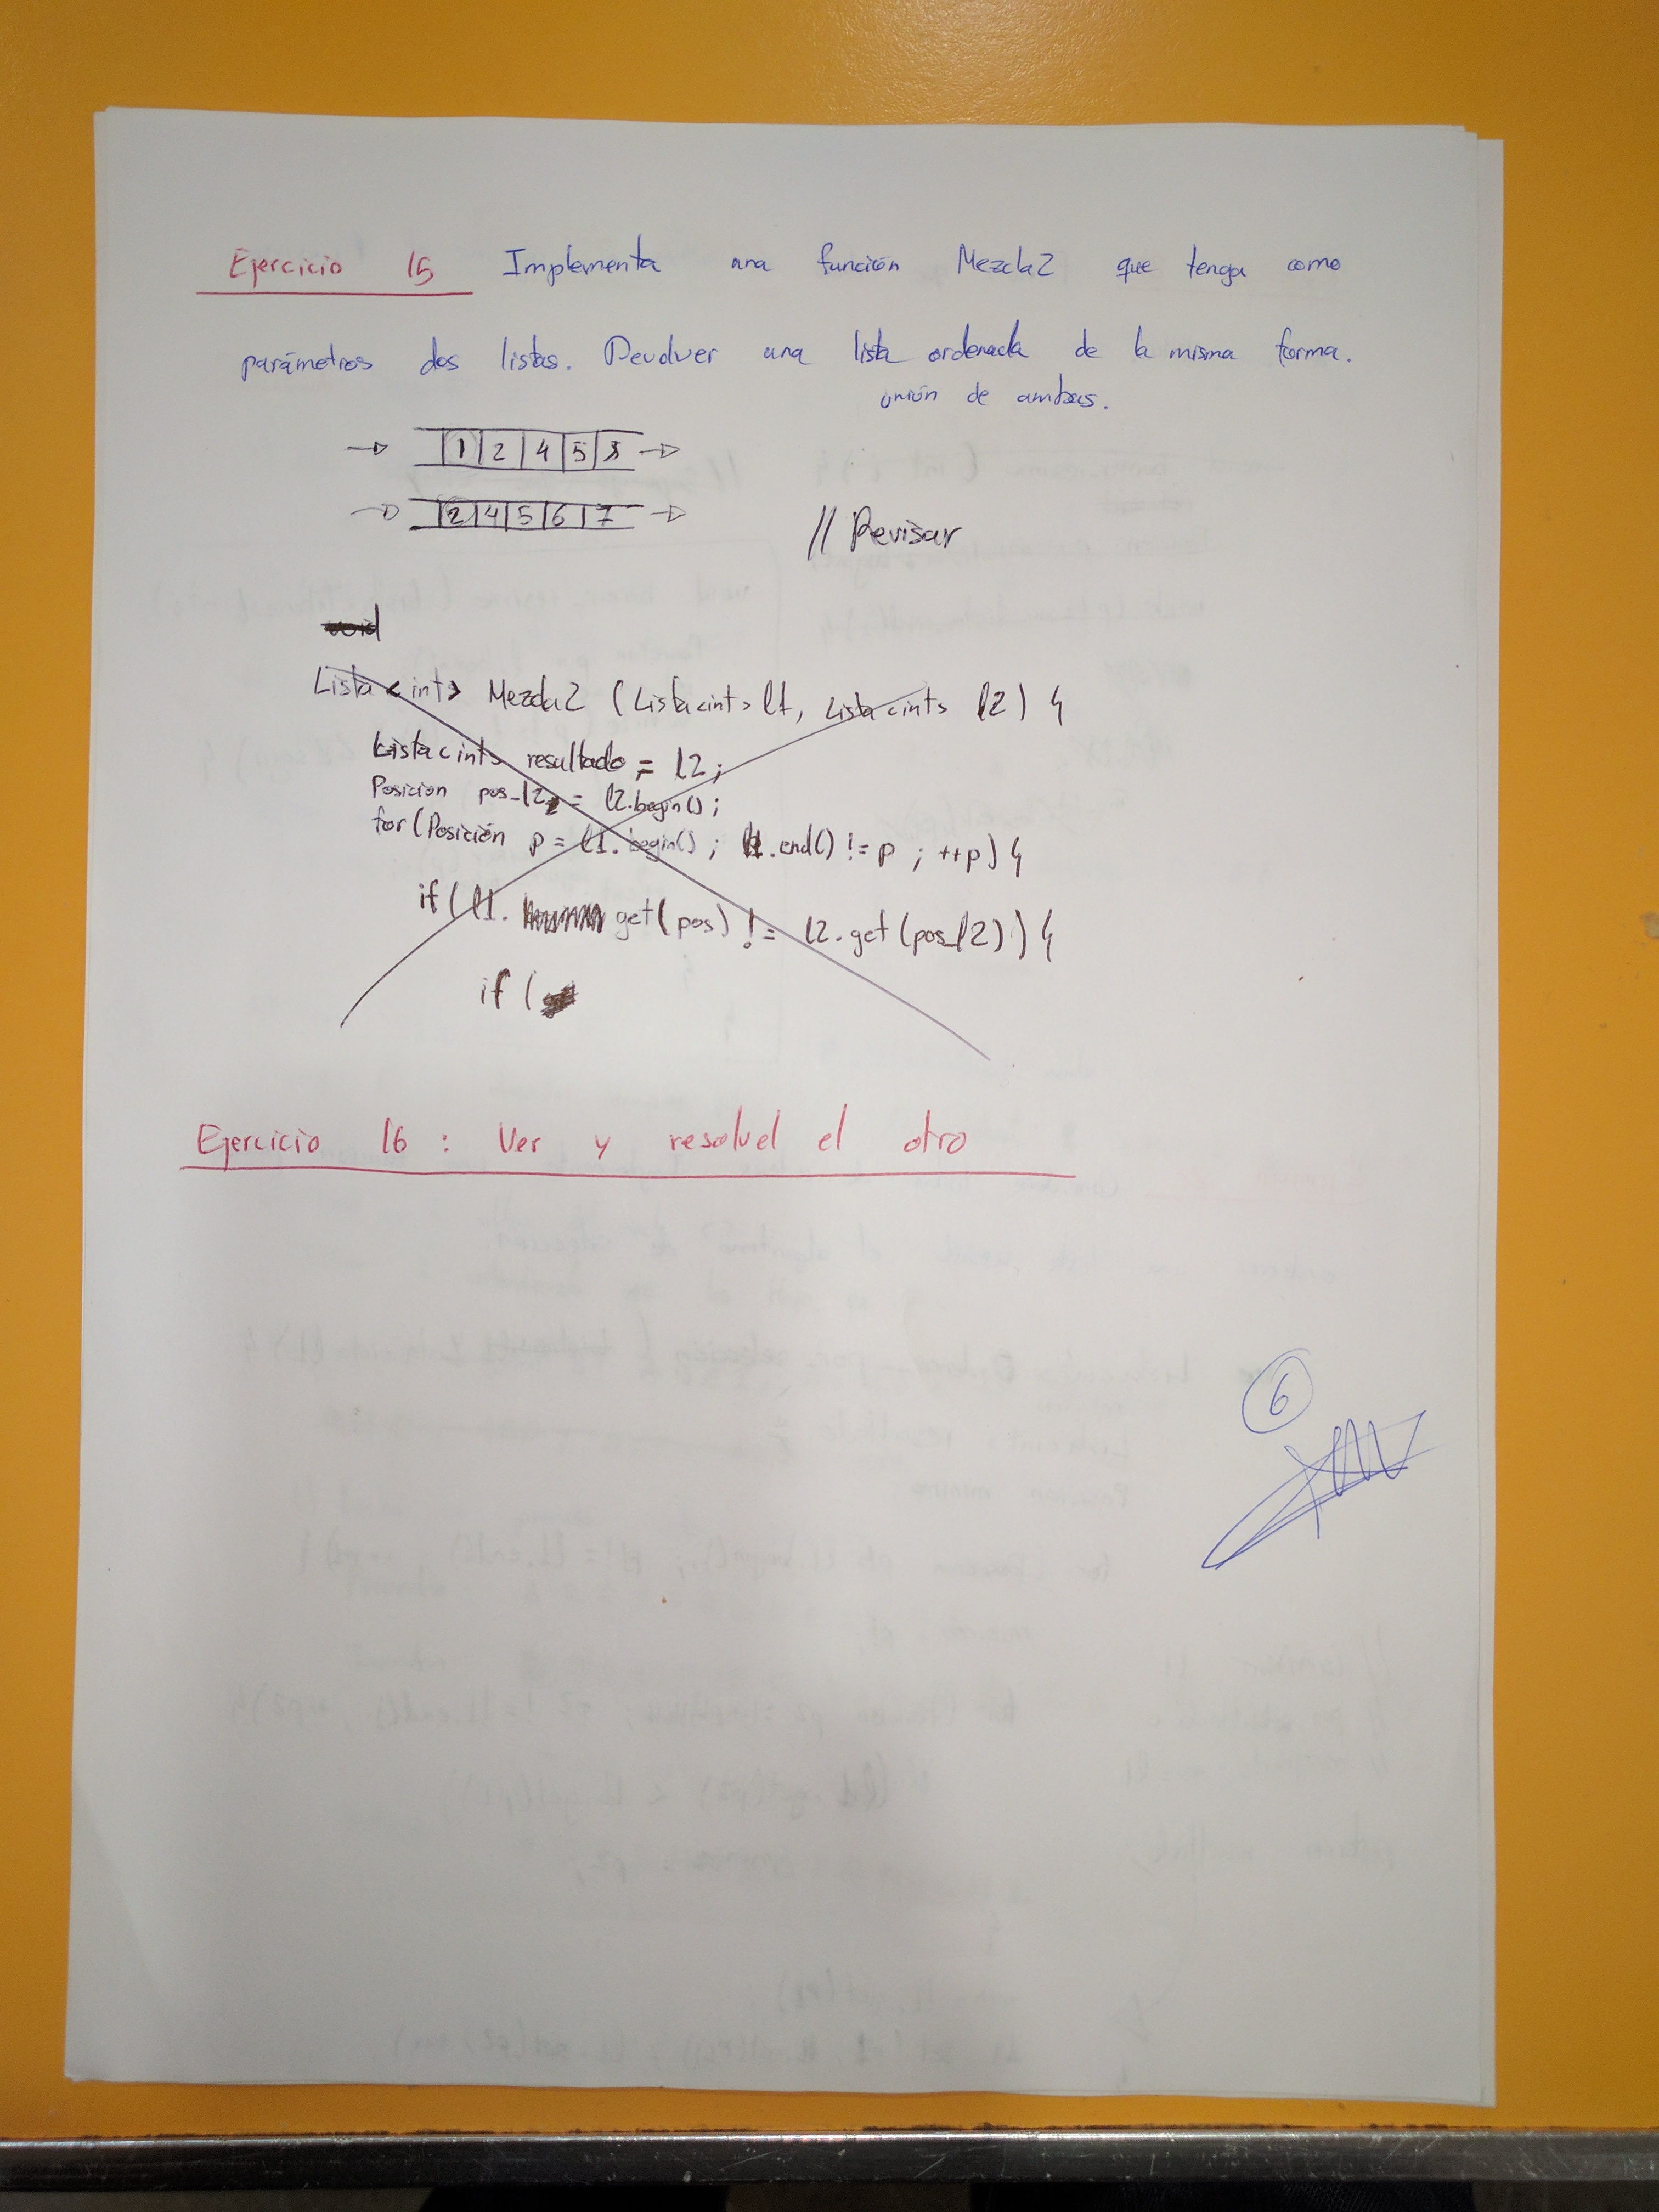 Ejercicio 15 Implementa una función Mezcla2 que tenga como
parámetros dos listas. Devolver una lista ordenada de la misma forma.
unión de ambas.
1 2 4 5 8
2 4 5 6 7
// Revisar
void
Lista<int> Mezcla2 (Lista<int> l1, Lista<int> l2) {
Lista<int> resultado = l2;
Posicion pos_l2 = l2.begin();
for(Posición p = l1.begin(); l1.end() != p ; ++p) {
if( l1. get(pos) != l2.get(pos_l2)) {
if (
Ejercicio 16 : Ver y resolvel el otro
6